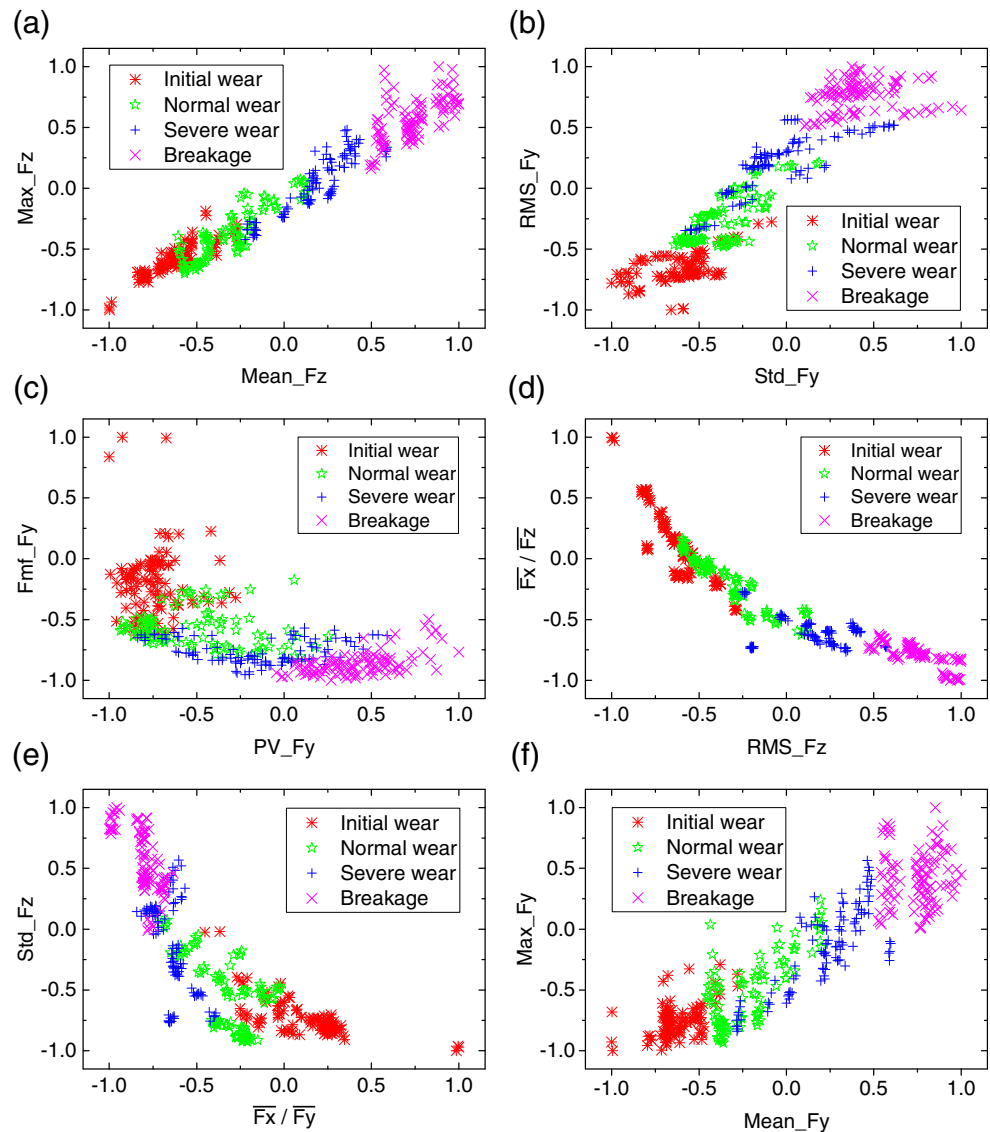 (a)
1.0
0.5
0.0
-0.5
-1.0
Max_Fz
Initial wear
Normal wear
Severe wear
Breakage
-1.0 -0.5 0.0 0.5 1.0
Mean_Fz
(b)
1.0
0.5
0.0
-0.5
-1.0
RMS_Fy
Initial wear
Normal wear
Severe wear
Breakage
-1.0 -0.5 0.0 0.5 1.0
Std_Fy
(c)
1.0
0.5
0.0
-0.5
-1.0
Fmf_Fy
Initial wear
Normal wear
Severe wear
Breakage
-1.0 -0.5 0.0 0.5 1.0
PV_Fy
(d)
1.0
0.5
0.0
-0.5
-1.0
F̅x̅ / F̅z̅
Initial wear
Normal wear
Severe wear
Breakage
-1.0 -0.5 0.0 0.5 1.0
RMS_Fz
(e)
1.0
0.5
0.0
-0.5
-1.0
Std_Fz
Initial wear
Normal wear
Severe wear
Breakage
-1.0 -0.5 0.0 0.5 1.0
F̅x̅ / F̅y̅
(f)
1.0
0.5
0.0
-0.5
-1.0
Max_Fy
Initial wear
Normal wear
Severe wear
Breakage
-1.0 -0.5 0.0 0.5 1.0
Mean_Fy